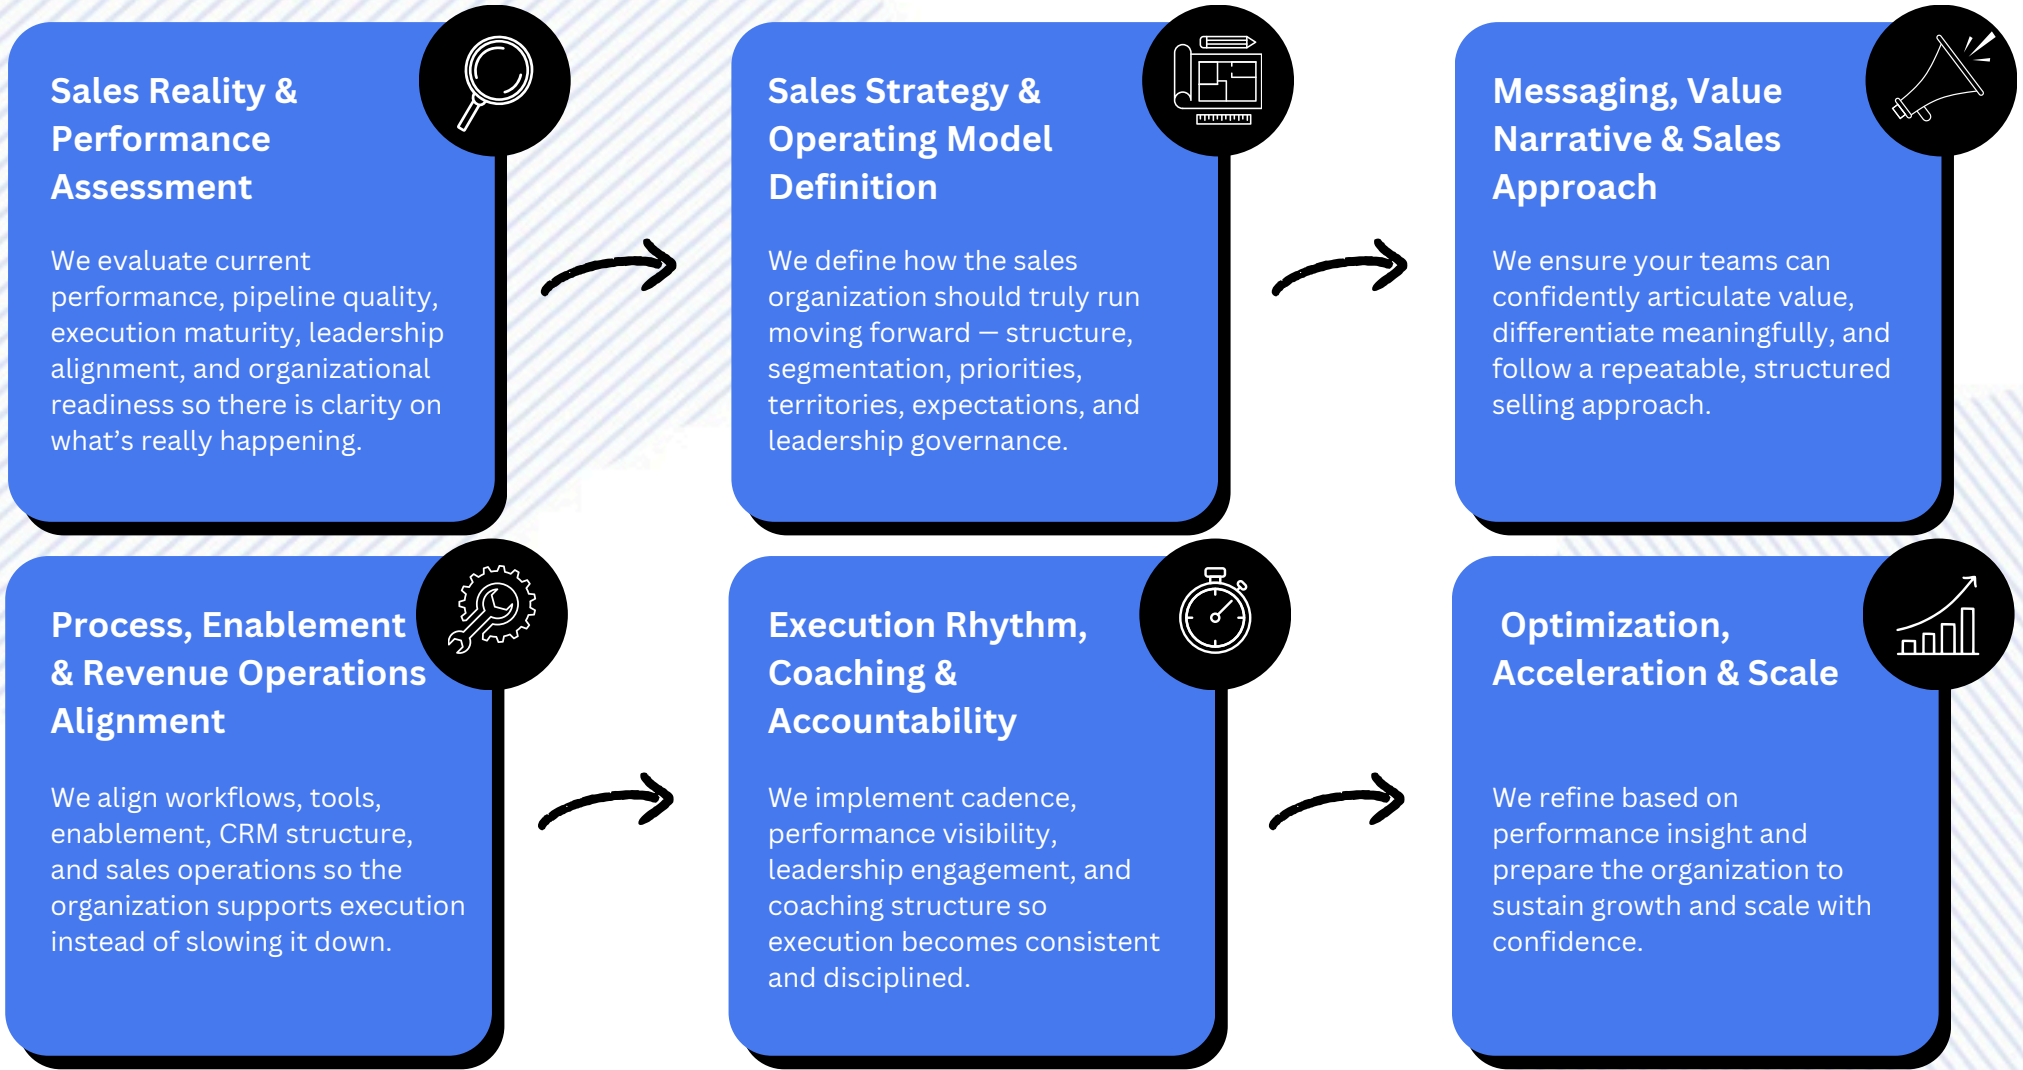 Sales Reality &
Performance
Assessment
We evaluate current
performance, pipeline quality,
execution maturity, leadership
alignment, and organizational
readiness so there is clarity on
what’s really happening.
Sales Strategy &
Operating Model
Definition
We define how the sales
organization should truly run
moving forward — structure,
segmentation, priorities,
territories, expectations, and
leadership governance.
Messaging, Value
Narrative & Sales
Approach
We ensure your teams can
confidently articulate value,
differentiate meaningfully, and
follow a repeatable, structured
selling approach.
Process, Enablement
& Revenue Operations
Alignment
We align workflows, tools,
enablement, CRM structure,
and sales operations so the
organization supports execution
instead of slowing it down.
Execution Rhythm,
Coaching &
Accountability
We implement cadence,
performance visibility,
leadership engagement, and
coaching structure so
execution becomes consistent
and disciplined.
Optimization,
Acceleration & Scale
We refine based on
performance insight and
prepare the organization to
sustain growth and scale with
confidence.